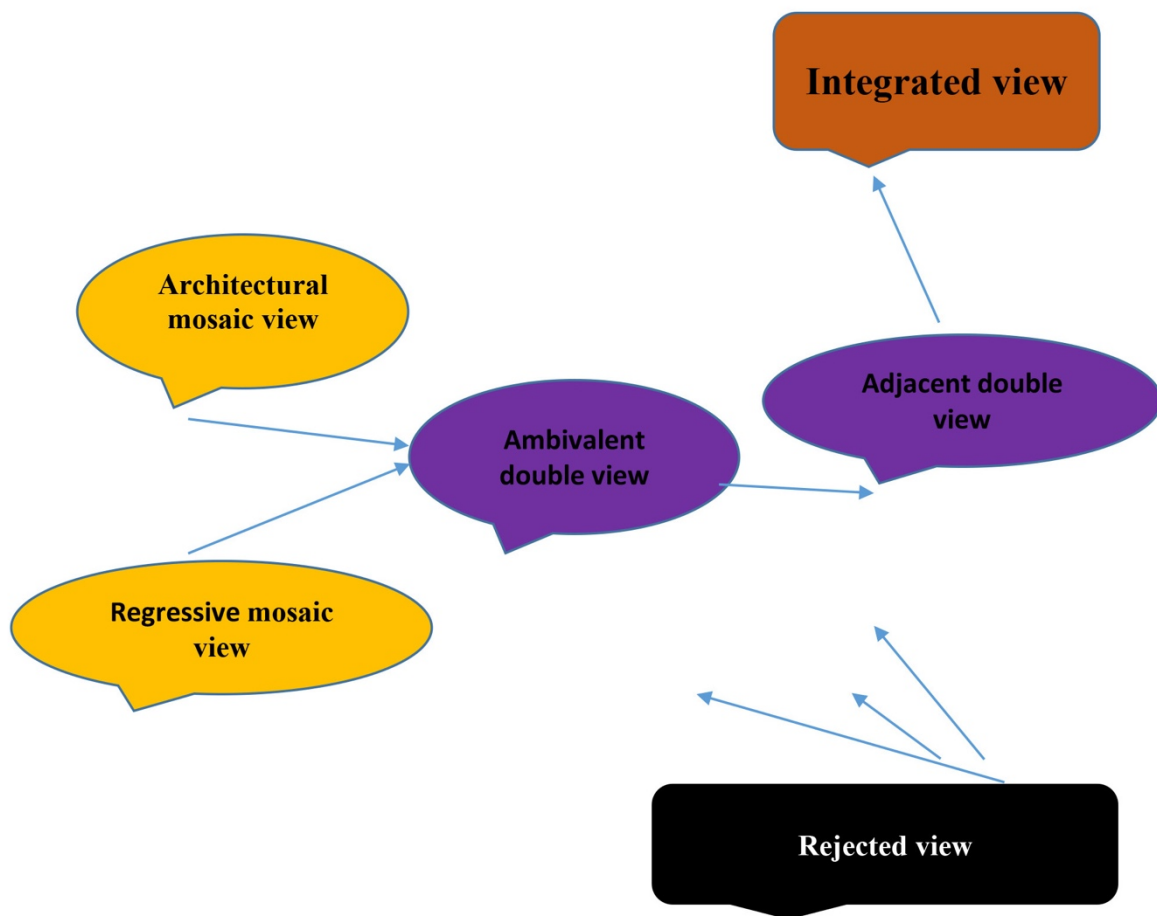 Integrated view
Architectural
mosaic view
Adjacent double
view
Ambivalent
double view
Regressive mosaic
view
Rejected view